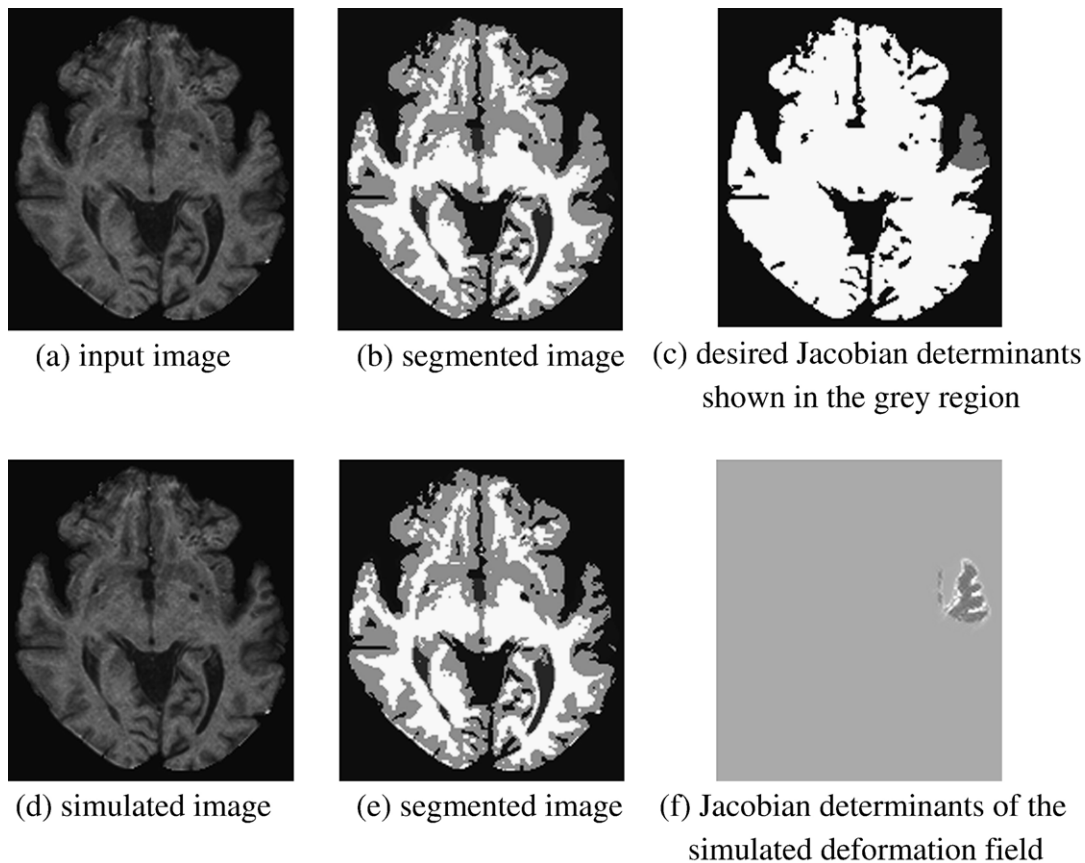 (a) input image
(b) segmented image
(c) desired Jacobian determinants
shown in the grey region
(d) simulated image
(e) segmented image
(f) Jacobian determinants of the
simulated deformation field